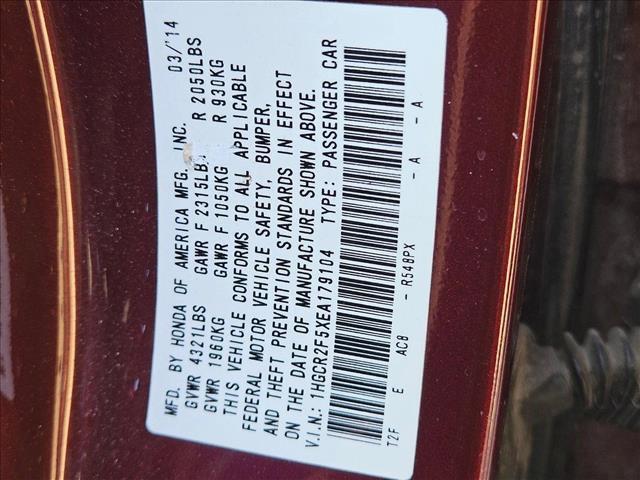 MFD. BY HONDA OF AMERICA MFG. INC. 03/'14
GVWR 4321LBS GAWR F 2315LBS R 2050LBS
GVWR 1960KG GAWR F 1050KG R 930KG
THIS VEHICLE CONFORMS TO ALL APPLICABLE
FEDERAL MOTOR VEHICLE SAFETY, BUMPER,
AND THEFT PREVENTION STANDARDS IN EFFECT
ON THE DATE OF MANUFACTURE SHOWN ABOVE.
V.I.N.: 1HGCR2F5XEA179104 TYPE: PASSENGER CAR
T2F E AC8 - R548PX - A - A